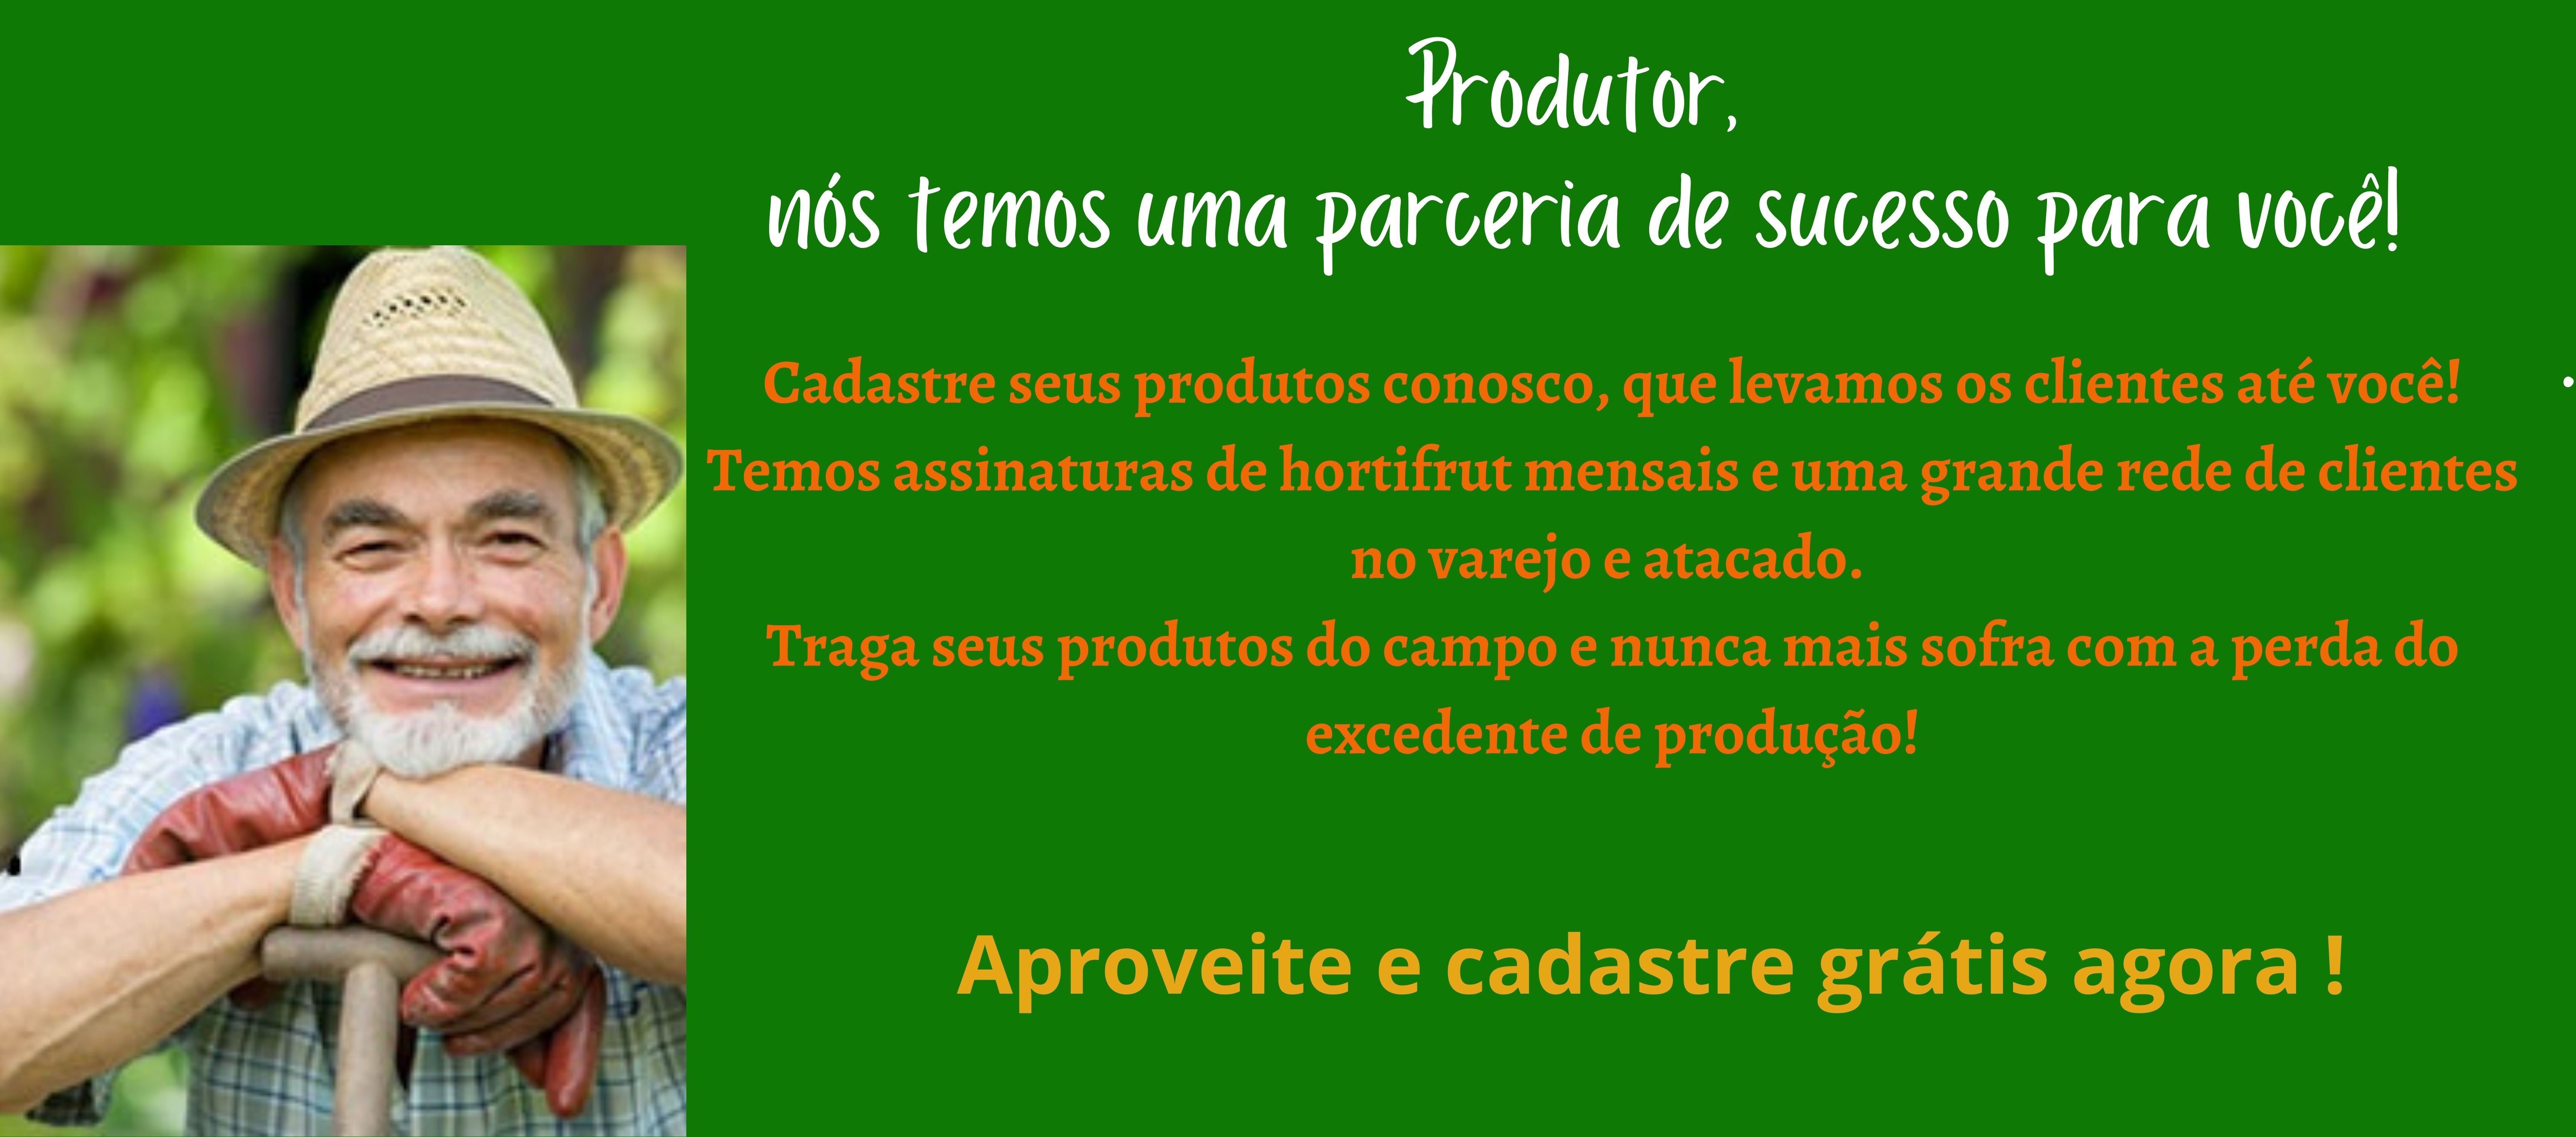 Produtor,
nós temos uma parceria de sucesso para você!
Cadastre seus produtos conosco, que levamos os clientes até você!
Temos assinaturas de hortifrut mensais e uma grande rede de clientes
no varejo e atacado.
Traga seus produtos do campo e nunca mais sofra com a perda do
excedente de produção!
Aproveite e cadastre grátis agora !